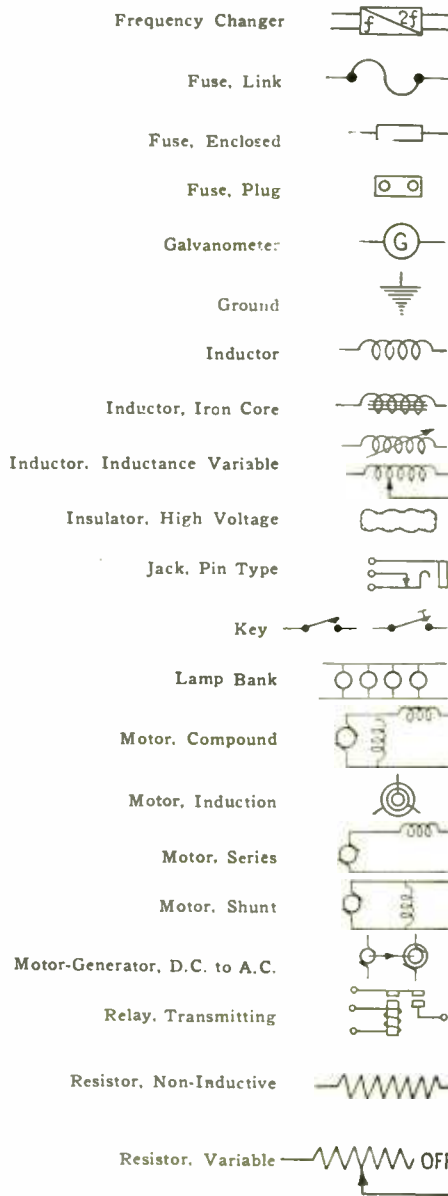 Frequency Changer f 2f
Fuse, Link
Fuse, Enclosed
Fuse, Plug
Galvanometer G
Ground
Inductor
Inductor, Iron Core
Inductor, Inductance Variable
Insulator, High Voltage
Jack, Pin Type
Key
Lamp Bank
Motor, Compound
Motor, Induction
Motor, Series
Motor, Shunt
Motor-Generator, D.C. to A.C.
Relay, Transmitting
Resistor, Non-Inductive
Resistor, Variable OFF